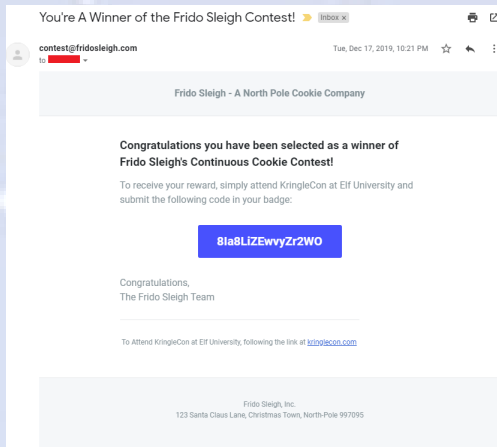 You're A Winner of the Frido Sleigh Contest!
Inbox x
contest@fridosleigh.com
Tue, Dec 17, 2019, 10:21 PM
to
Frido Sleigh - A North Pole Cookie Company
Congratulations you have been selected as a winner of
Frido Sleigh's Continuous Cookie Contest!
To receive your reward, simply attend KringleCon at Elf University and
submit the following code in your badge:
8Ia8LiZEwvyZr2WO
Congratulations,
The Frido Sleigh Team
To Attend KringleCon at Elf University, following the link at kringlecon.com
Frido Sleigh, Inc.
123 Santa Claus Lane, Christmas Town, North-Pole 997095